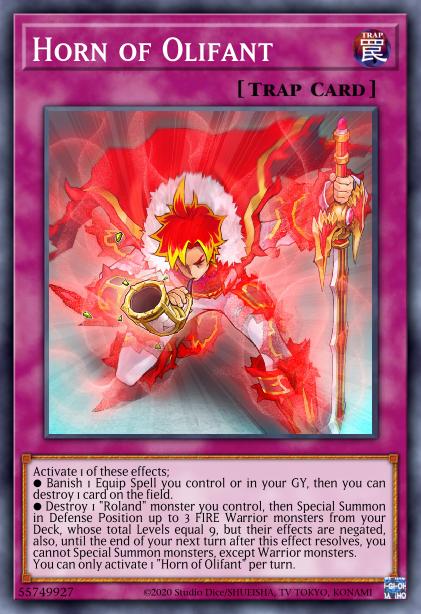 Horn of Olifant
TRAP
罠
[Trap Card]
Activate 1 of these effects;
● Banish 1 Equip Spell you control or in your GY, then you can
destroy 1 card on the field.
● Destroy 1 "Roland" monster you control, then Special Summon
in Defense Position up to 3 FIRE Warrior monsters from your
Deck, whose total Levels equal 9, but their effects are negated,
also, until the end of your next turn after this effect resolves, you
cannot Special Summon monsters, except Warrior monsters.
You can only activate 1 "Horn of Olifant" per turn.
55749927
©2020 Studio Dice/SHUEISHA, TV TOKYO, KONAMI